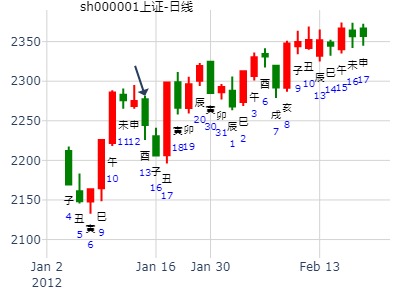 sh000001上证-日线
2350
2300
2250
2200
2150
2100
子
4
丑
5
寅
6
巳
9
午
10
未 申
11 12
酉
13
子
16
丑
17
寅 卯
18 19
辰
20
寅
30
卯
31
辰
1
巳
2
午
3
酉
6
戌
7
亥
8
子
9
丑
10
辰
13
巳
14
午
15
未
16
申
17
Jan 2
2012
Jan 16
Jan 30
Feb 13